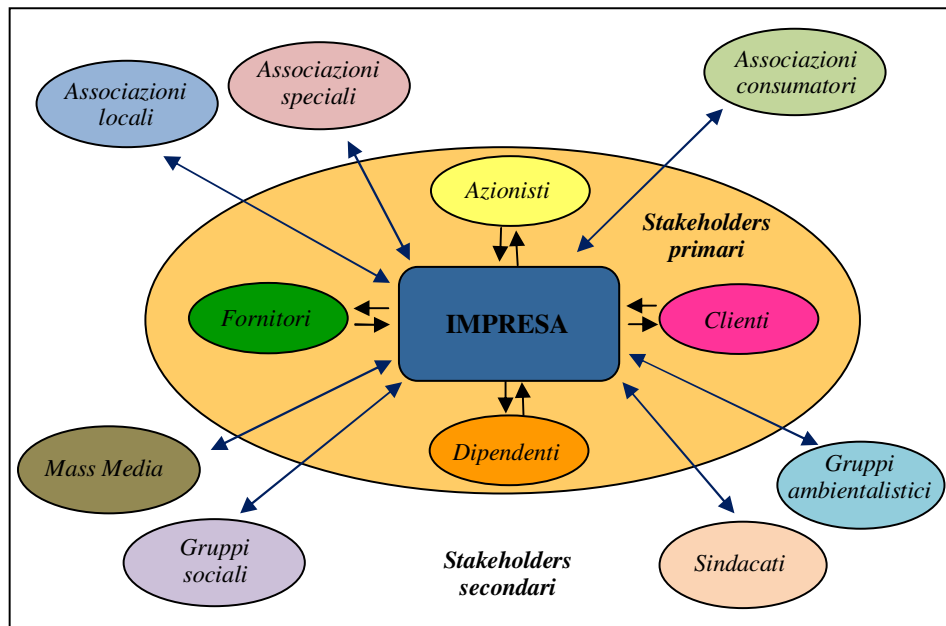 Associazioni
locali
Associazioni
speciali
Associazioni
consumatori
Azionisti
Stakeholders
primari
Fornitori
IMPRESA
Clienti
Dipendenti
Mass Media
Gruppi
ambientalistici
Gruppi
sociali
Stakeholders
secondari
Sindacati